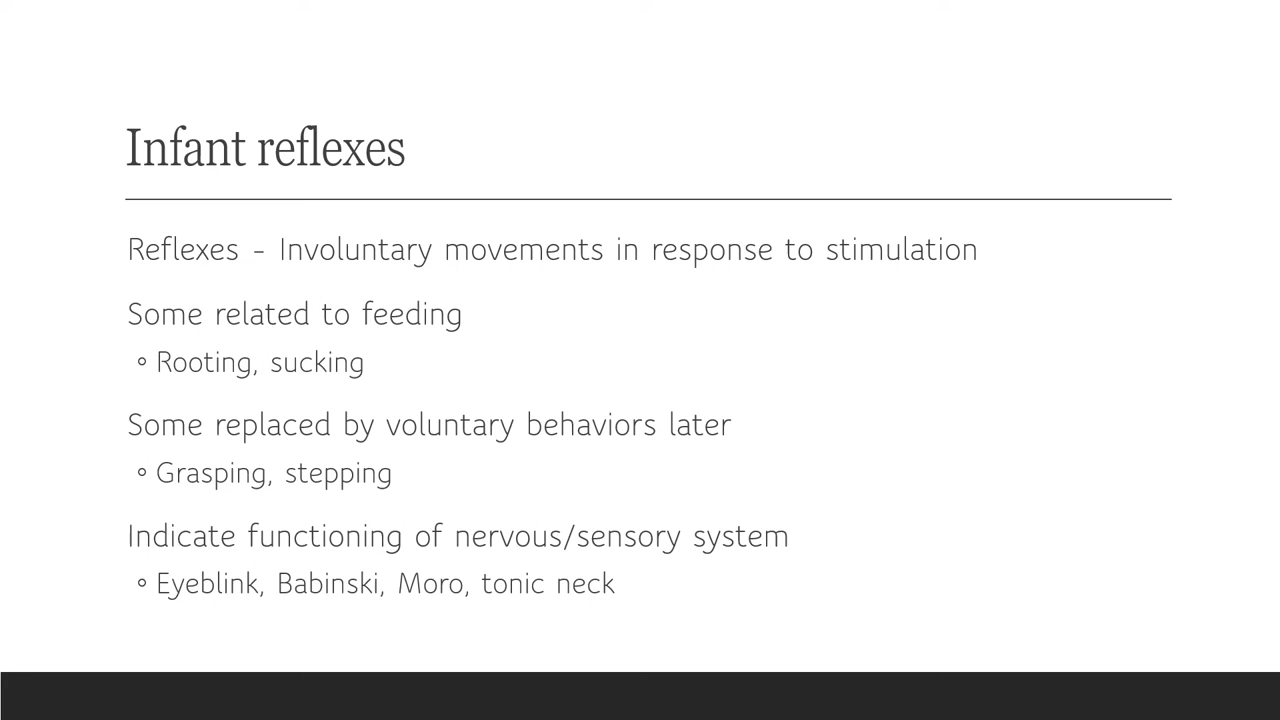 Infant reflexes
Reflexes - Involuntary movements in response to stimulation
Some related to feeding
◦ Rooting, sucking
Some replaced by voluntary behaviors later
◦ Grasping, stepping
Indicate functioning of nervous/sensory system
◦ Eyeblink, Babinski, Moro, tonic neck